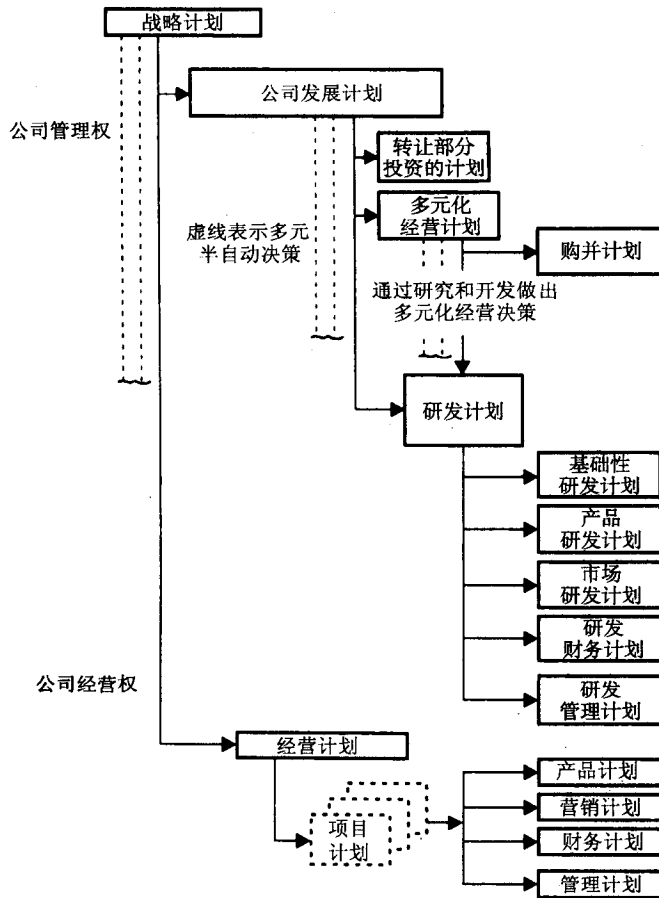 战略计划
公司发展计划
公司管理权
转让部分
投资的计划
多元化
经营计划
虚线表示多元
半自动决策
购并计划
通过研究和开发做出
多元化经营决策
研发计划
基础性
研发计划
产品
研发计划
市场
研发计划
研发
财务计划
公司经营权
研发
管理计划
经营计划
产品计划
营销计划
项目
计划
财务计划
管理计划